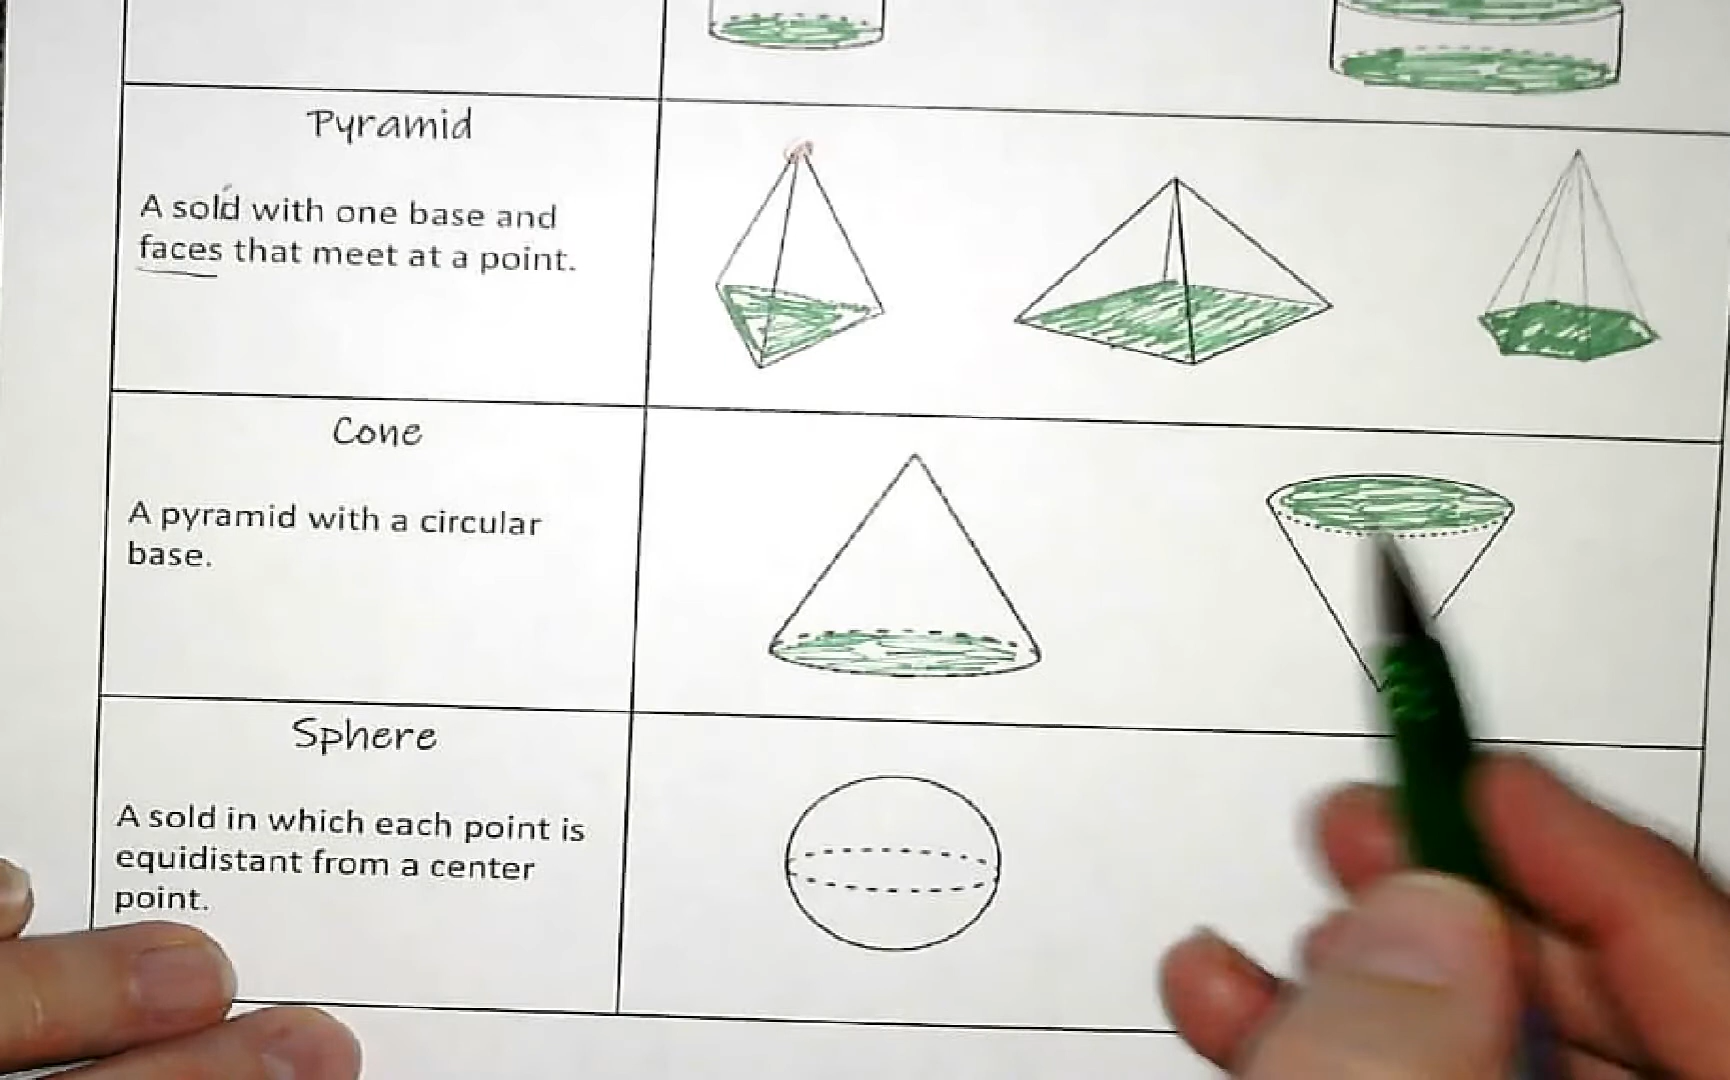 Pyramid
A sold with one base and
faces that meet at a point.
Cone
A pyramid with a circular
base.
Sphere
A sold in which each point is
equidistant from a center
point.